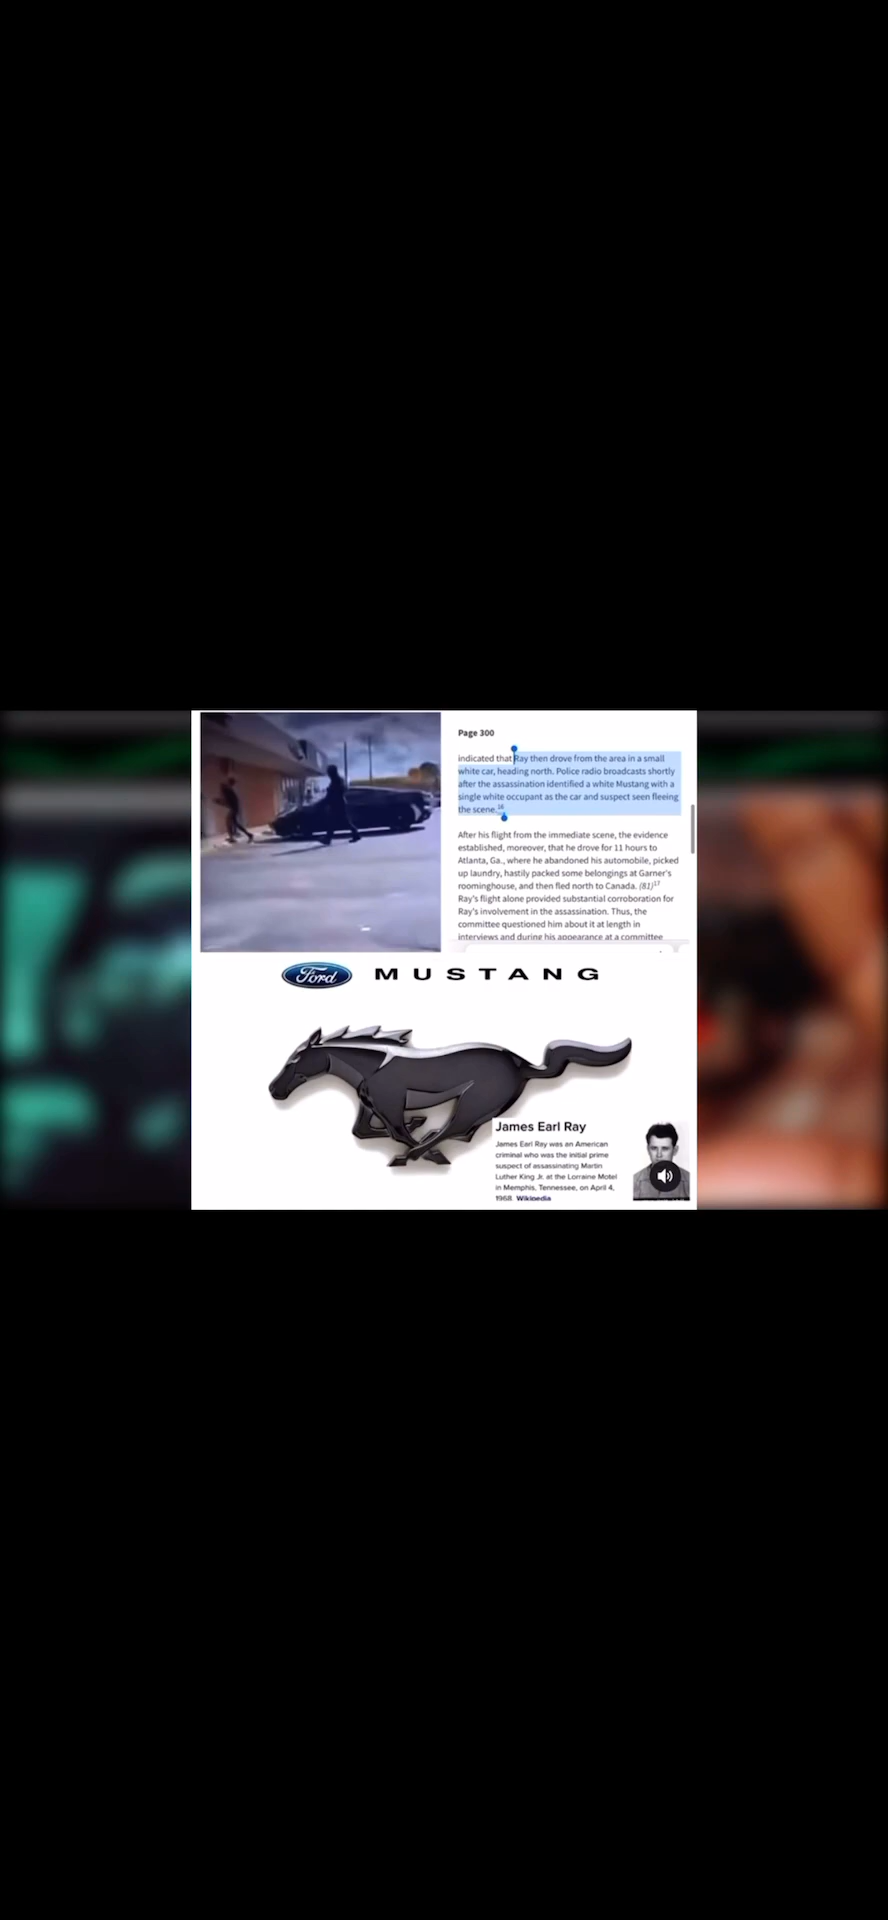 Page 300
indicated that Ray then drove from the area in a small
white car, heading north. Police radio broadcasts shortly
after the assassination identified a white Mustang with a
single white occupant as the car and suspect seen fleeing
the scene.16
After his flight from the immediate scene, the evidence
established, moreover, that he drove for 11 hours to
Atlanta, Ga., where he abandoned his automobile, picked
up laundry, hastily packed some belongings at Garner's
roominghouse, and then fled north to Canada. (81)17
Ray's flight alone provided substantial corroboration for
Ray's involvement in the assassination. Thus, the
committee questioned him about it at length in
interviews and during his appearance at a committee
Ford MUSTANG
James Earl Ray
James Earl Ray was an American
criminal who was the initial prime
suspect of assassinating Martin
Luther King Jr. at the Lorraine Motel
in Memphis, Tennessee, on April 4,
1968. Wikipedia